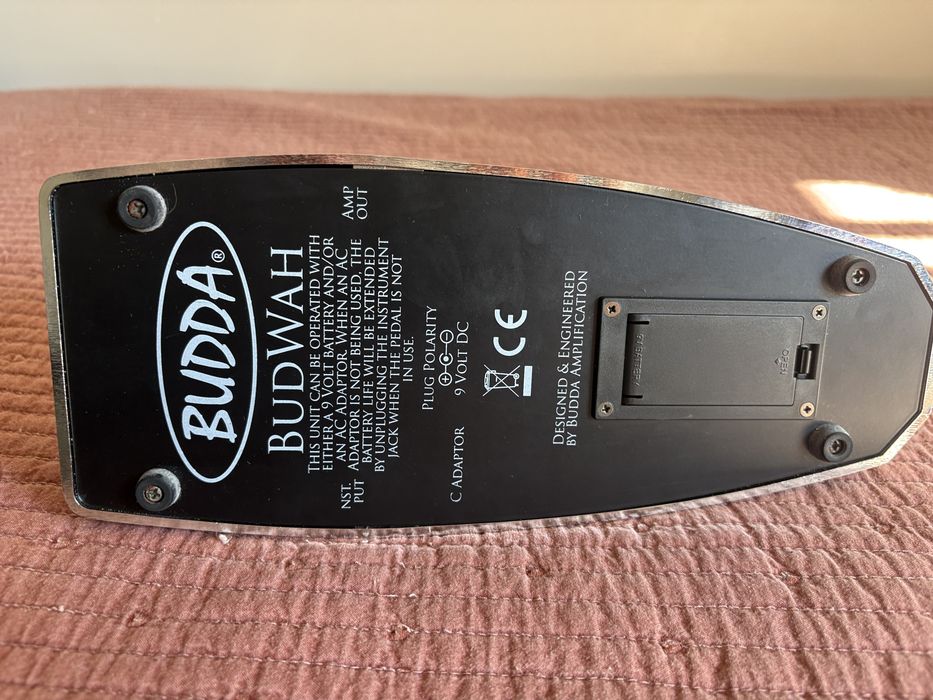 BUDDA®
BUDWAH
THIS UNIT CAN BE OPERATED WITH
EITHER A 9 VOLT BATTERY AND/OR
AN AC ADAPTOR. WHEN AN AC
ADAPTOR IS NOT BEING USED, THE
BATTERY LIFE WILL BE EXTENDED
BY UNPLUGGING THE INSTRUMENT
JACK WHEN THE PEDAL IS NOT
IN USE.
NST.
PUT
AMP
OUT
PLUG POLARITY
9 VOLT DC
C ADAPTOR
CE
DESIGNED & ENGINEERED
BY BUDDA AMPLIFICATION
9V BATTERY
OPEN